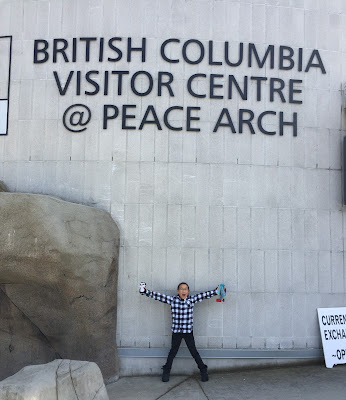 BRITISH COLUMBIA
VISITOR CENTRE
@ PEACE ARCH